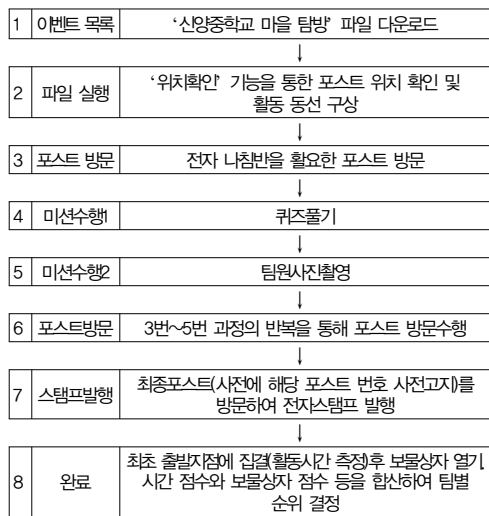 1 이벤트 목록 ‘신양중학교 마을 탐방’ 파일 다운로드
↓
2 파일 실행 ‘위치확인’ 기능을 통한 포스트 위치 확인 및
활동 동선 구상
↓
3 포스트 방문 전자 나침반을 활용한 포스트 방문
↓
4 미션수행1 퀴즈풀기
↓
5 미션수행2 팀원사진촬영
↓
6 포스트방문 3번~5번 과정의 반복을 통해 포스트 방문수행
↓
7 스탬프발행 최종포스트(사전에 해당 포스트 번호 사전고지)를
방문하여 전자스탬프 발행
↓
8 완료 최초 출발지점에 집결(활동시간 측정)후 보물상자 열기,
시간 점수와 보물상자 점수 등을 합산하여 팀별
순위 결정